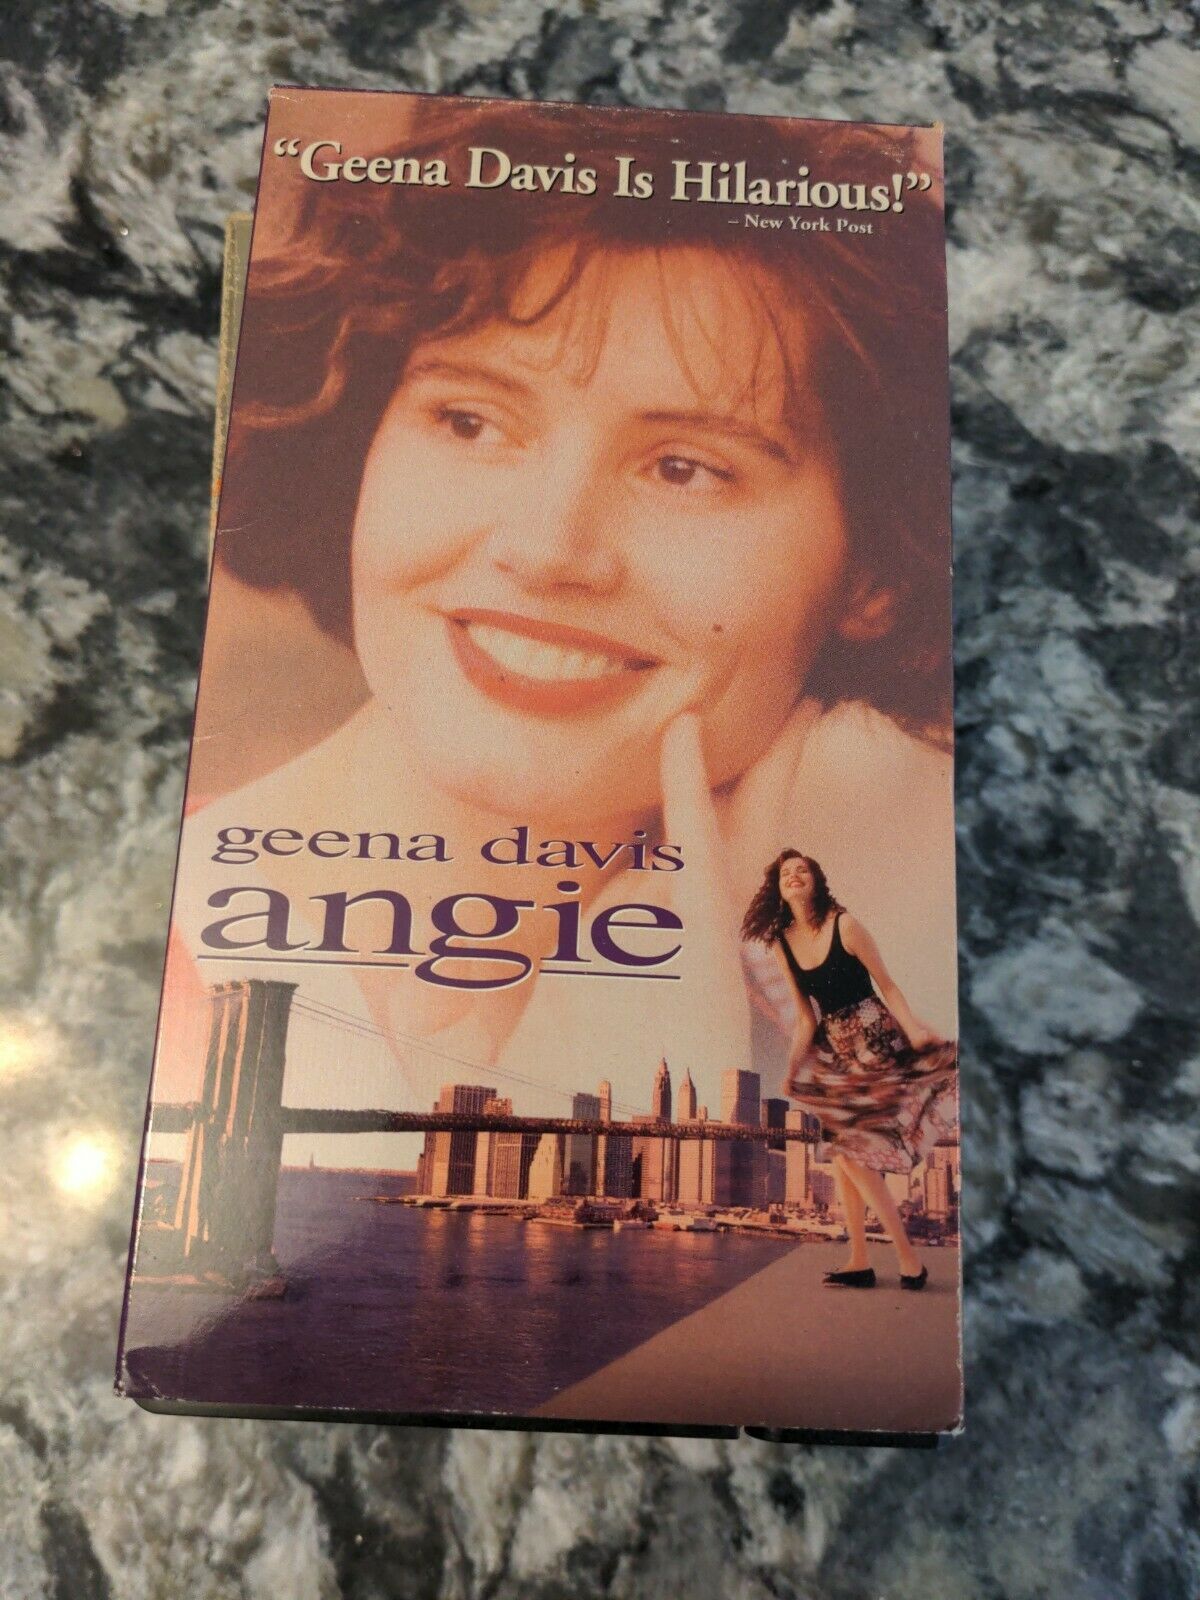 “Geena Davis Is Hilarious!”
– New York Post
geena davis
angie